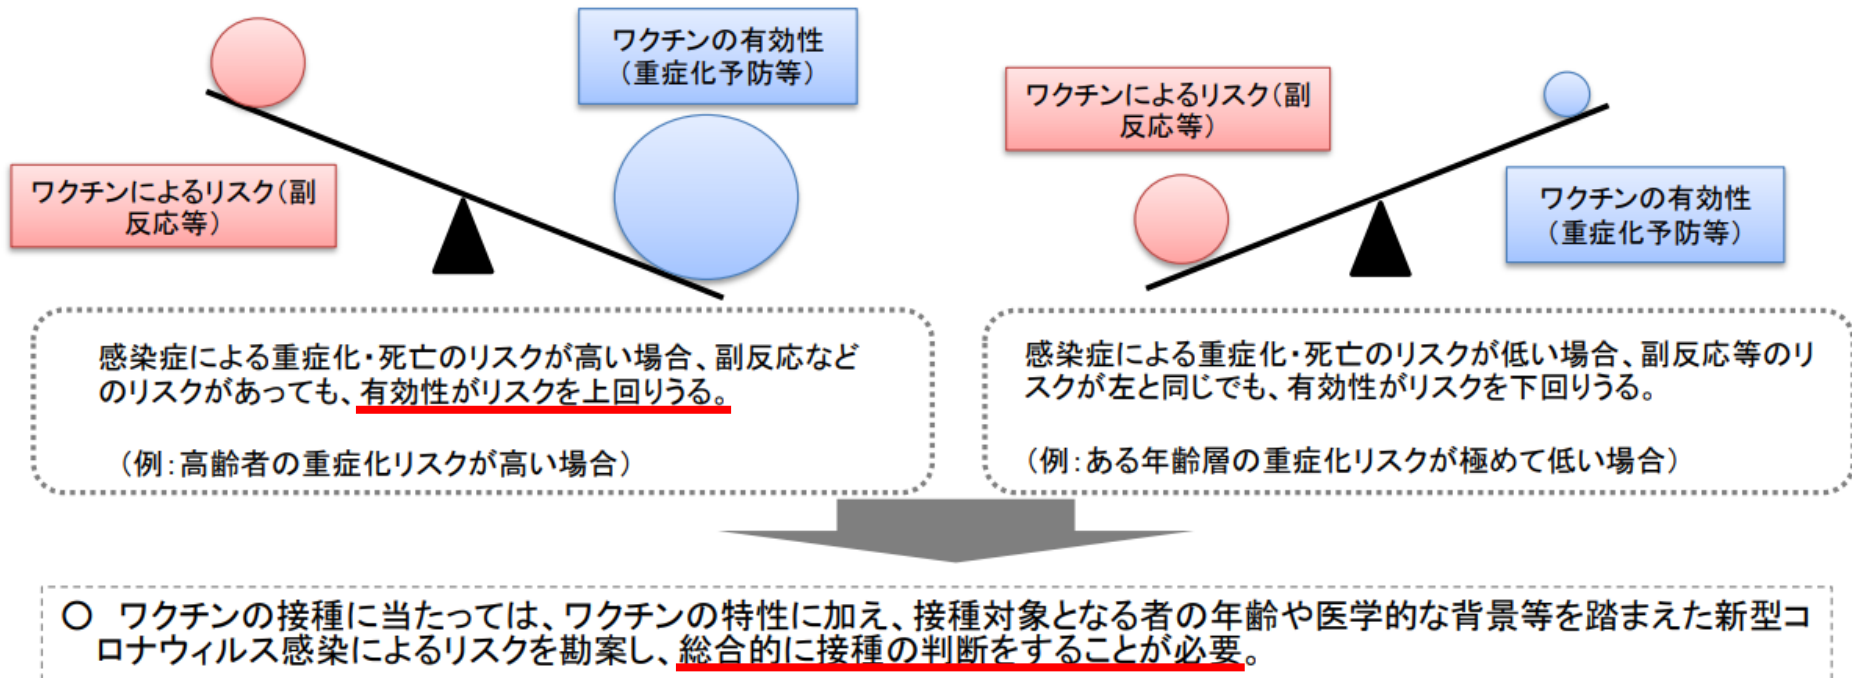 ワクチンの有効性
(重症化予防等)
ワクチンによるリスク(副
反応等)
ワクチンによるリスク(副
反応等)
ワクチンの有効性
(重症化予防等)
感染症による重症化・死亡のリスクが高い場合、副反応など
のリスクがあっても、有効性がリスクを上回りうる。
(例:高齢者の重症化リスクが高い場合)
感染症による重症化・死亡のリスクが低い場合、副反応等のリ
スクが左と同じでも、有効性がリスクを下回りうる。
(例:ある年齢層の重症化リスクが極めて低い場合)
○ ワクチンの接種に当たっては、ワクチンの特性に加え、接種対象となる者の年齢や医学的な背景等を踏まえた新型コ
ロナウィルス感染によるリスクを勘案し、総合的に接種の判断をすることが必要。